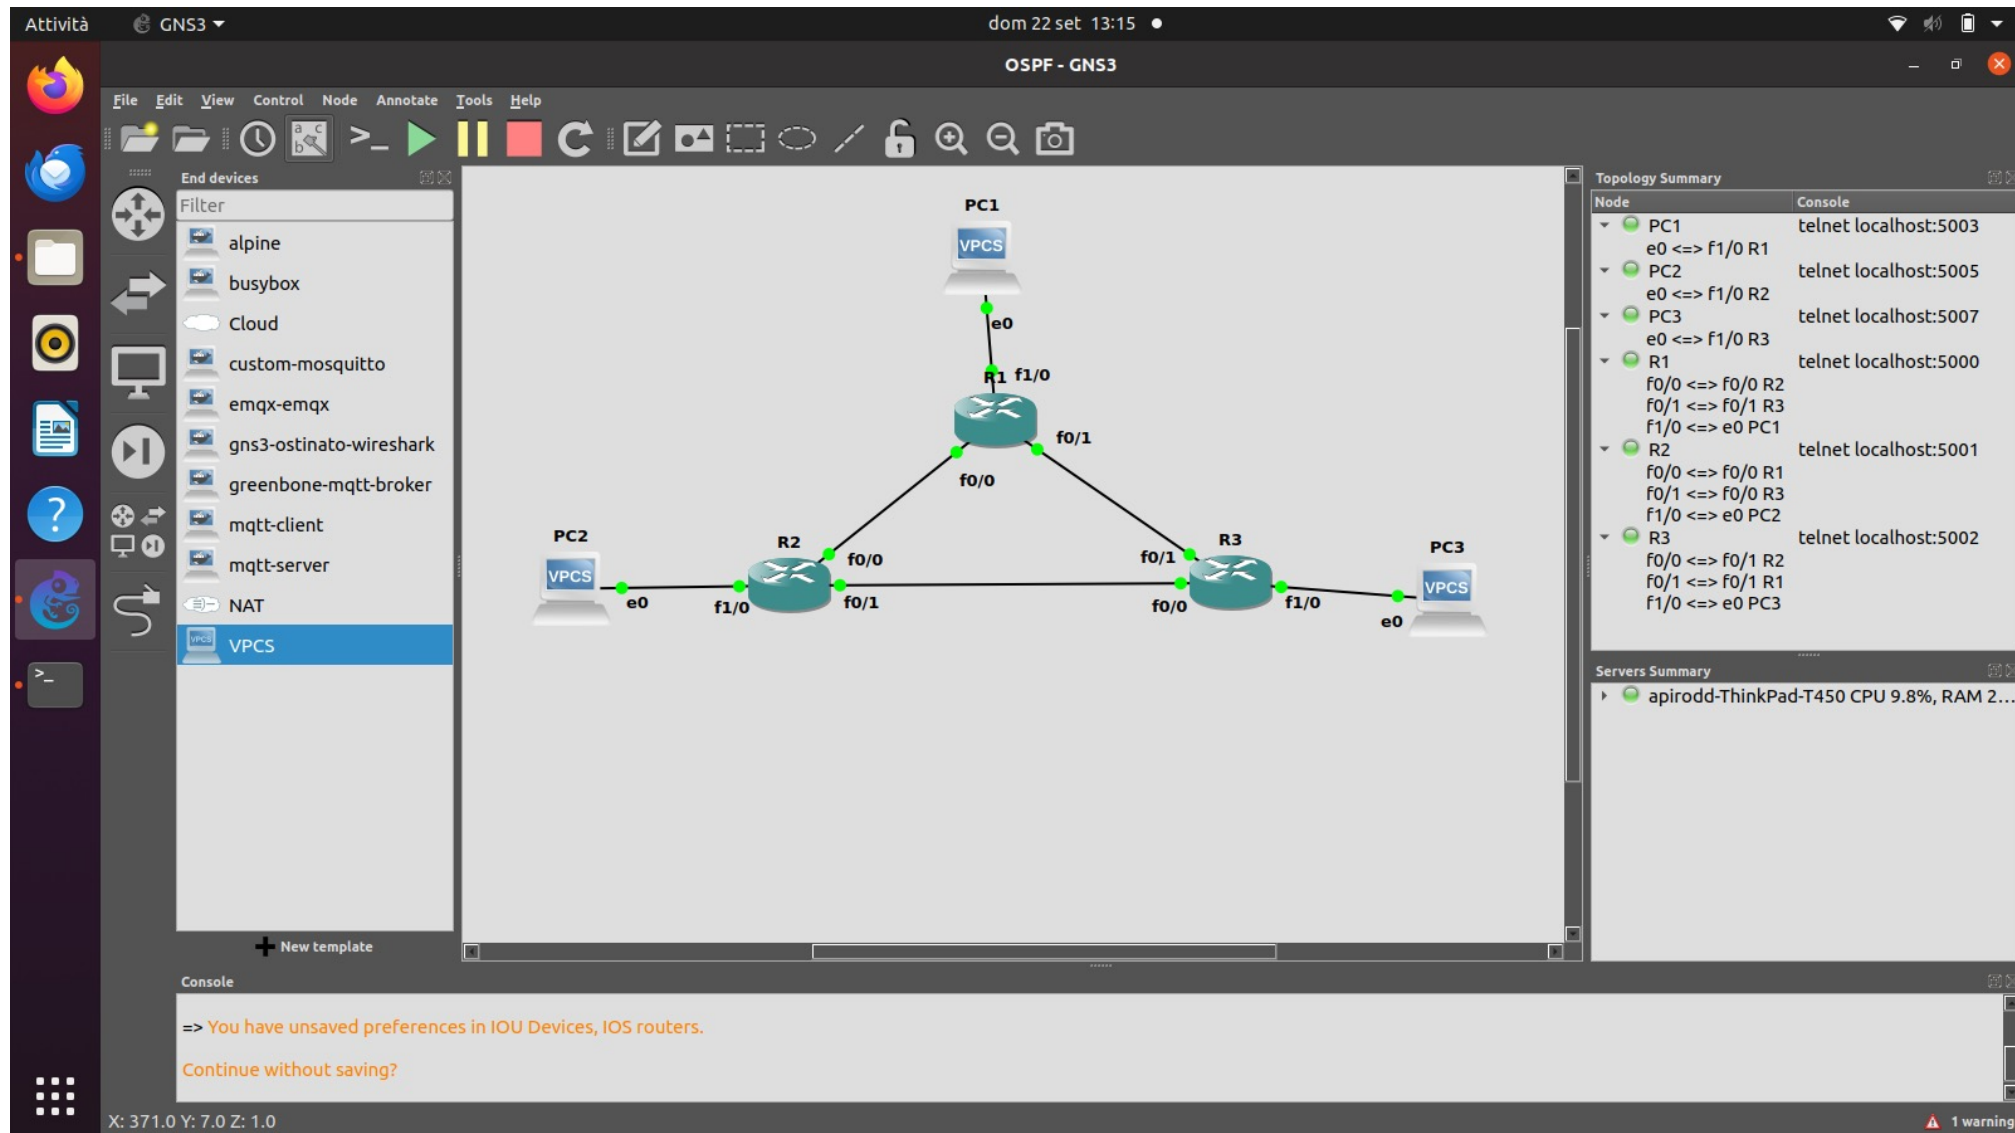 Attività GNS3 dom 22 set 13:15
OSPF - GNS3
File Edit View Control Node Annotate Tools Help
End devices
Filter
alpine
busybox
Cloud
custom-mosquitto
emqx-emqx
gns3-ostinato-wireshark
greenbone-mqtt-broker
mqtt-client
mqtt-server
NAT
VPCS
New template
PC1
VPCS
e0
R1 f1/0
f0/1
f0/0
PC2
VPCS
e0
f1/0
R2
f0/0
f0/1
R3
f0/1
f0/0
f1/0
PC3
VPCS
e0
Topology Summary
Node Console
PC1 telnet localhost:5003
e0 <=> f1/0 R1
PC2 telnet localhost:5005
e0 <=> f1/0 R2
PC3 telnet localhost:5007
e0 <=> f1/0 R3
R1 telnet localhost:5000
f0/0 <=> f0/0 R2
f0/1 <=> f0/1 R3
f1/0 <=> e0 PC1
R2 telnet localhost:5001
f0/0 <=> f0/0 R1
f0/1 <=> f0/0 R3
f1/0 <=> e0 PC2
R3 telnet localhost:5002
f0/0 <=> f0/1 R2
f0/1 <=> f0/1 R1
f1/0 <=> e0 PC3
Servers Summary
apirodd-ThinkPad-T450 CPU 9.8%, RAM 2...
Console
=> You have unsaved preferences in IOU Devices, IOS routers.
Continue without saving?
X: 371.0 Y: 7.0 Z: 1.0
1 warning